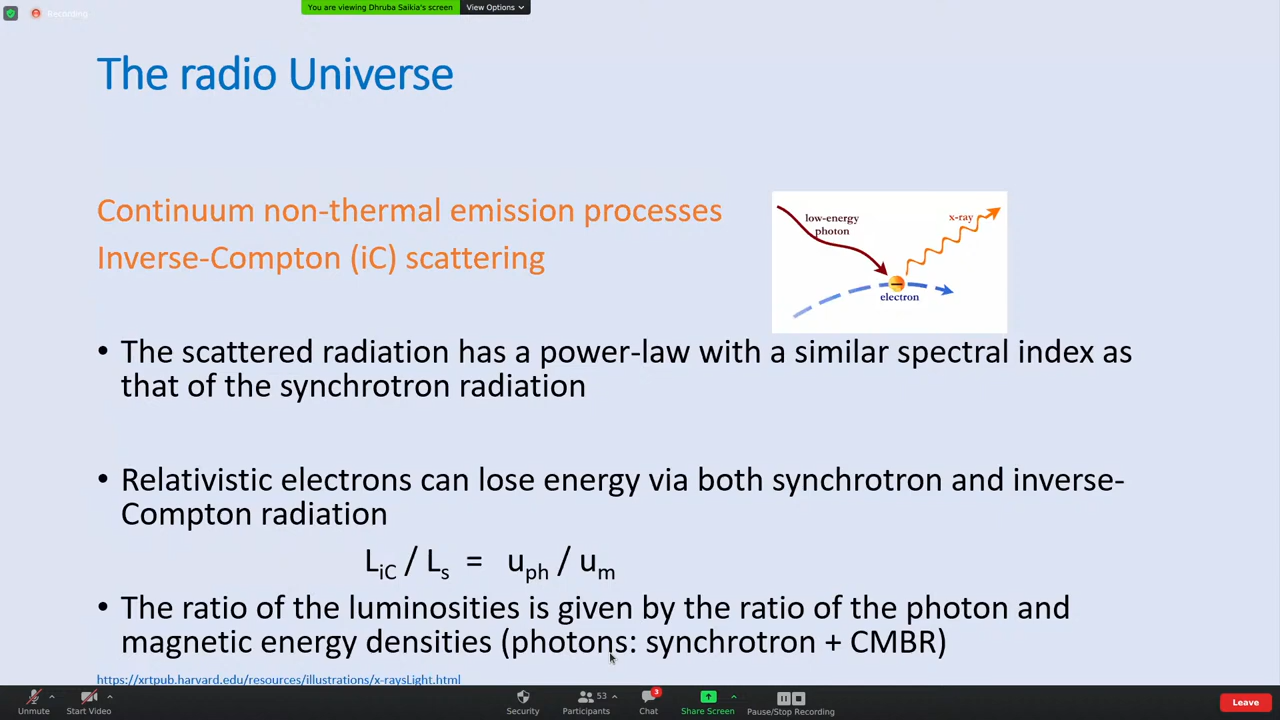 Recording
You are viewing Dhruba Saikia's screen
View Options
The radio Universe
Continuum non-thermal emission processes
Inverse-Compton (iC) scattering
low-energy
photon
x-ray
electron
• The scattered radiation has a power-law with a similar spectral index as
that of the synchrotron radiation
• Relativistic electrons can lose energy via both synchrotron and inverse-
Compton radiation
L_iC / L_s = u_ph / u_m
• The ratio of the luminosities is given by the ratio of the photon and
magnetic energy densities (photons: synchrotron + CMBR)
https://xrtpub.harvard.edu/resources/illustrations/x-raysLight.html
Unmute
Start Video
Security
53
Participants
3
Chat
Share Screen
Pause/Stop Recording
Leave